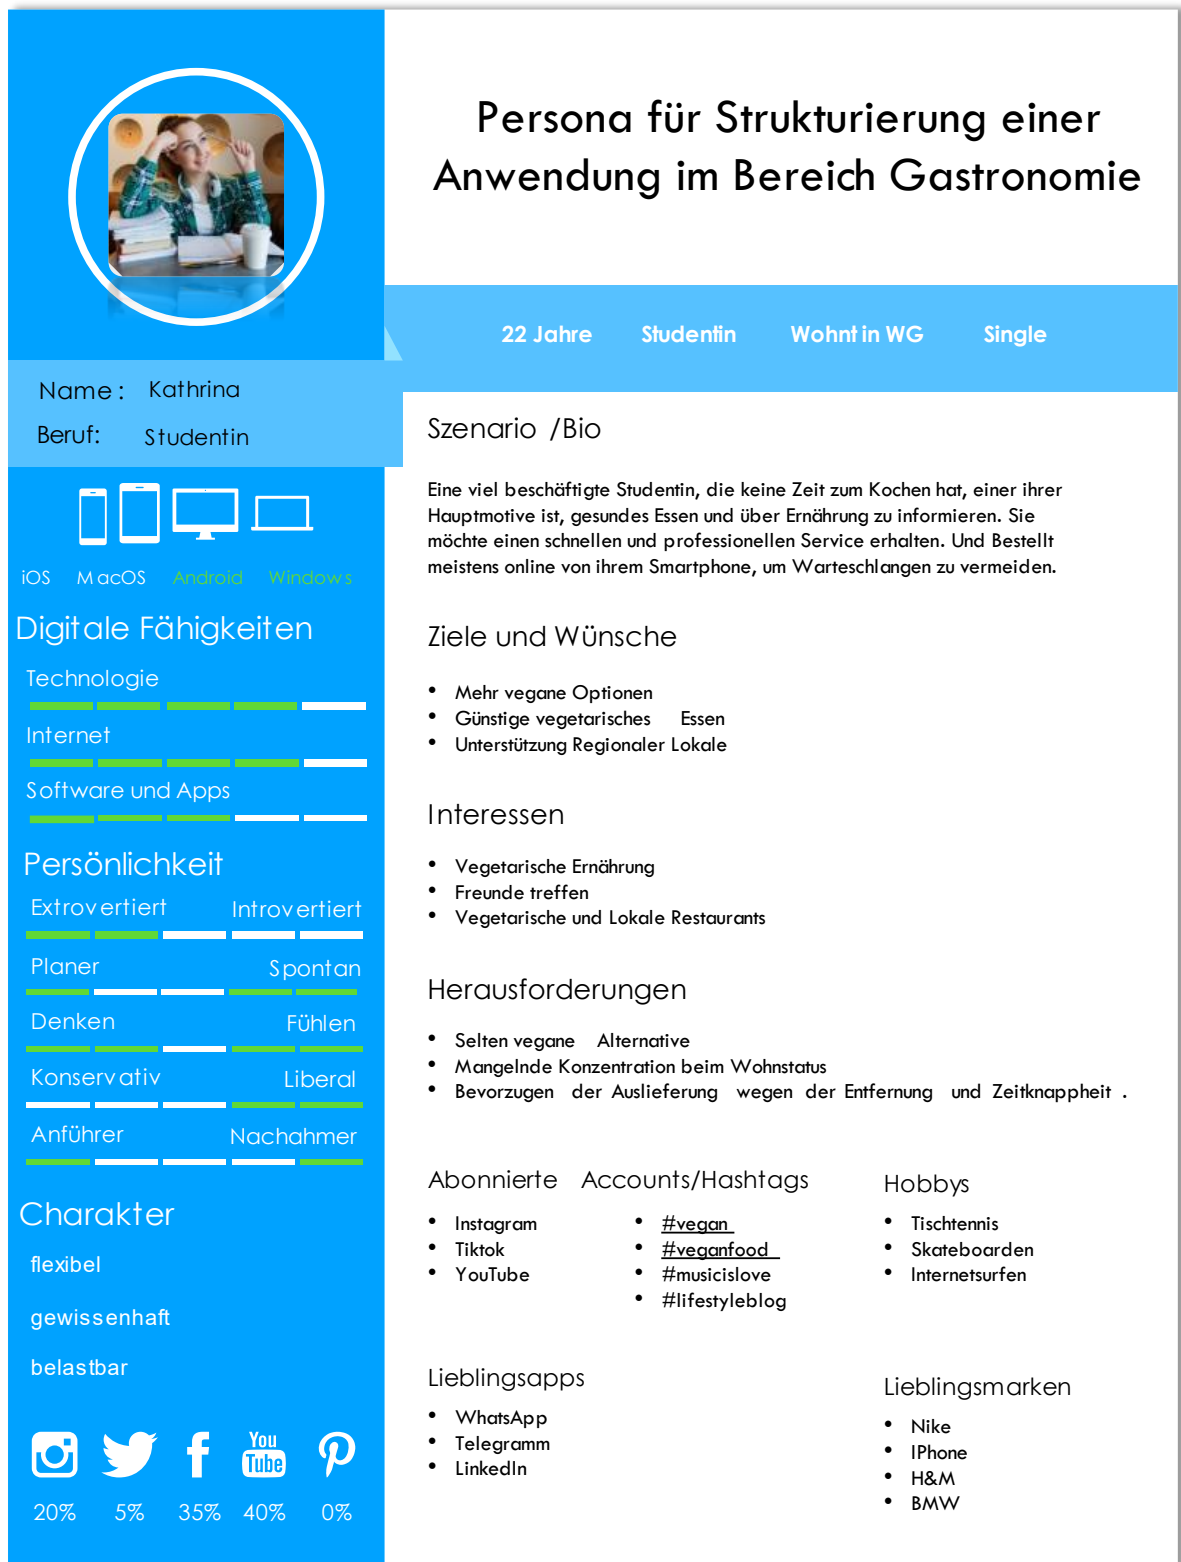 Persona für Strukturierung einer
Anwendung im Bereich Gastronomie
22 Jahre Studentin Wohnt in WG Single
Name : Kathrina
Beruf: Studentin
iOS MacOS Android Windows
Digitale Fähigkeiten
Technologie
Internet
Software und Apps
Persönlichkeit
Extrovertiert Introvertiert
Planer Spontan
Denken Fühlen
Konservativ Liberal
Anführer Nachahmer
Charakter
flexibel
gewissenhaft
belastbar
You
Tube
20% 5% 35% 40% 0%
Szenario /Bio
Eine viel beschäftigte Studentin, die keine Zeit zum Kochen hat, einer ihrer
Hauptmotive ist, gesundes Essen und über Ernährung zu informieren. Sie
möchte einen schnellen und professionellen Service erhalten. Und Bestellt
meistens online von ihrem Smartphone, um Warteschlangen zu vermeiden.
Ziele und Wünsche
• Mehr vegane Optionen
• Günstige vegetarisches Essen
• Unterstützung Regionaler Lokale
Interessen
• Vegetarische Ernährung
• Freunde treffen
• Vegetarische und Lokale Restaurants
Herausforderungen
• Selten vegane Alternative
• Mangelnde Konzentration beim Wohnstatus
• Bevorzugen der Auslieferung wegen der Entfernung und Zeitknappheit .
Abonnierte Accounts/Hashtags
• Instagram
• Tiktok
• YouTube
• #vegan
• #veganfood
• #musicislove
• #lifestyleblog
Hobbys
• Tischtennis
• Skateboarden
• Internetsurfen
Lieblingsapps
• WhatsApp
• Telegramm
• LinkedIn
Lieblingsmarken
• Nike
• IPhone
• H&M
• BMW